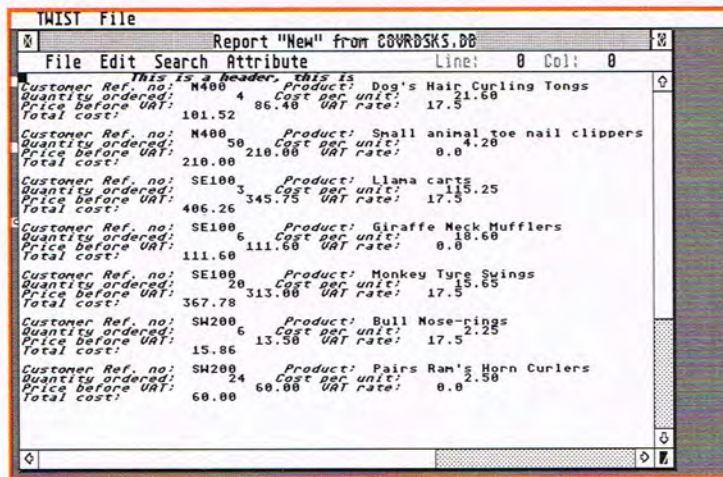 TWIST File
Report "New" from COVRDSKS.DB
File Edit Search Attribute Line: 0 Col: 0
This is a header, this is
Customer Ref. no: N400 Product: Dog's Hair Curling Tongs
Quantity ordered: 4 Cost per unit: 21.60
Price before VAT: 86.40 VAT rate: 17.5
Total cost: 101.52
Customer Ref. no: N400 Product: Small animal toe nail clippers
Quantity ordered: 50 Cost per unit: 4.20
Price before VAT: 210.00 VAT rate: 0.0
Total cost: 210.00
Customer Ref. no: SE100 Product: Llama carts
Quantity ordered: 3 Cost per unit: 115.25
Price before VAT: 345.75 VAT rate: 17.5
Total cost: 406.26
Customer Ref. no: SE100 Product: Giraffe Neck Mufflers
Quantity ordered: 6 Cost per unit: 18.60
Price before VAT: 111.60 VAT rate: 0.0
Total cost: 111.60
Customer Ref. no: SE100 Product: Monkey Tyre Swings
Quantity ordered: 20 Cost per unit: 15.65
Price before VAT: 313.00 VAT rate: 17.5
Total cost: 367.78
Customer Ref. no: SW200 Product: Bull Nose-rings
Quantity ordered: 6 Cost per unit: 2.25
Price before VAT: 13.50 VAT rate: 17.5
Total cost: 15.86
Customer Ref. no: SW200 Product: Pairs Ram's Horn Curlers
Quantity ordered: 24 Cost per unit: 2.50
Price before VAT: 60.00 VAT rate: 0.0
Total cost: 60.00